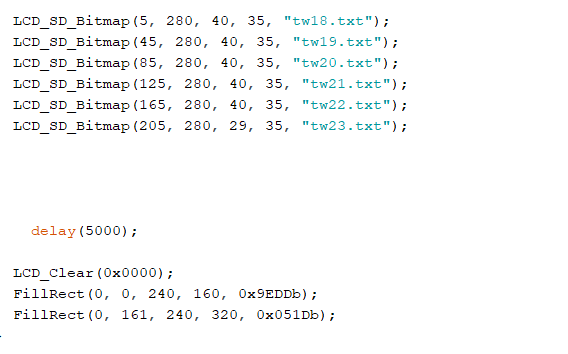 LCD_SD_Bitmap(5, 280, 40, 35, "tw18.txt");
LCD_SD_Bitmap(45, 280, 40, 35, "tw19.txt");
LCD_SD_Bitmap(85, 280, 40, 35, "tw20.txt");
LCD_SD_Bitmap(125, 280, 40, 35, "tw21.txt");
LCD_SD_Bitmap(165, 280, 40, 35, "tw22.txt");
LCD_SD_Bitmap(205, 280, 29, 35, "tw23.txt");
delay(5000);
LCD_Clear(0x0000);
FillRect(0, 0, 240, 160, 0x9EDDb);
FillRect(0, 161, 240, 320, 0x051Db);